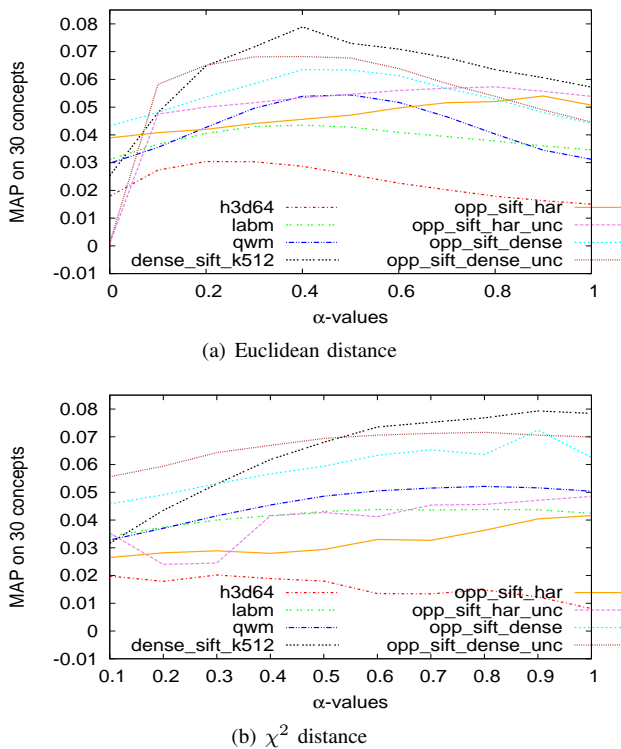 0.08
0.07
0.06
0.05
0.04
0.03
0.02
0.01
0
-0.01
MAP on 30 concepts
h3d64
labm
qwm
dense_sift_k512
opp_sift_har
opp_sift_har_unc
opp_sift_dense
opp_sift_dense_unc
0 0.2 0.4 0.6 0.8 1
α-values
(a) Euclidean distance
0.08
0.07
0.06
0.05
0.04
0.03
0.02
0.01
0
-0.01
MAP on 30 concepts
h3d64
labm
qwm
dense_sift_k512
opp_sift_har
opp_sift_har_unc
opp_sift_dense
opp_sift_dense_unc
0.1 0.2 0.3 0.4 0.5 0.6 0.7 0.8 0.9 1
α-values
(b) χ² distance